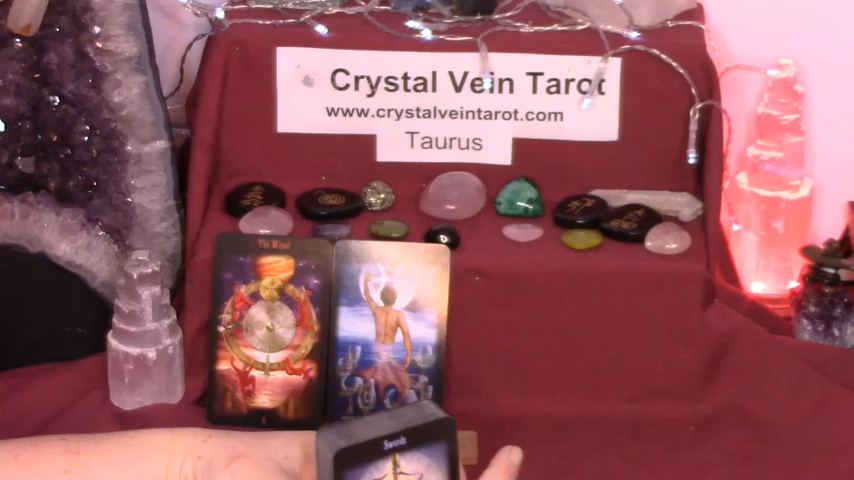 Crystal Vein Tarot
www.crystalveintarot.com
Taurus
The Wheel
Swords